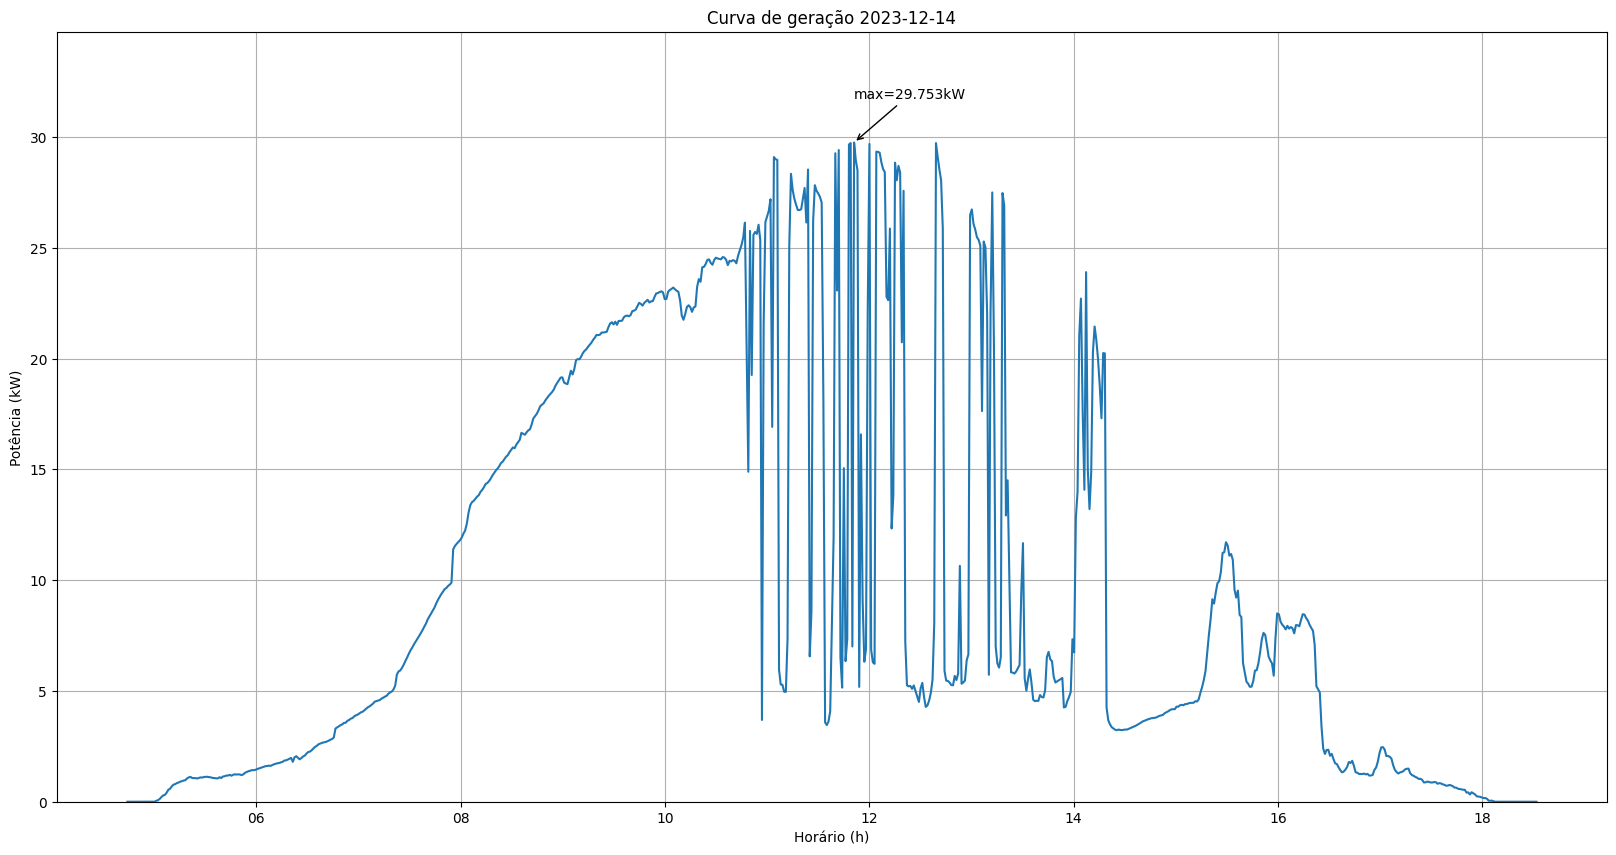 Curva de geração 2023-12-14
max=29.753kW
30
25
20
15
10
5
0
Potência (kW)
06 08 10 12 14 16 18
Horário (h)